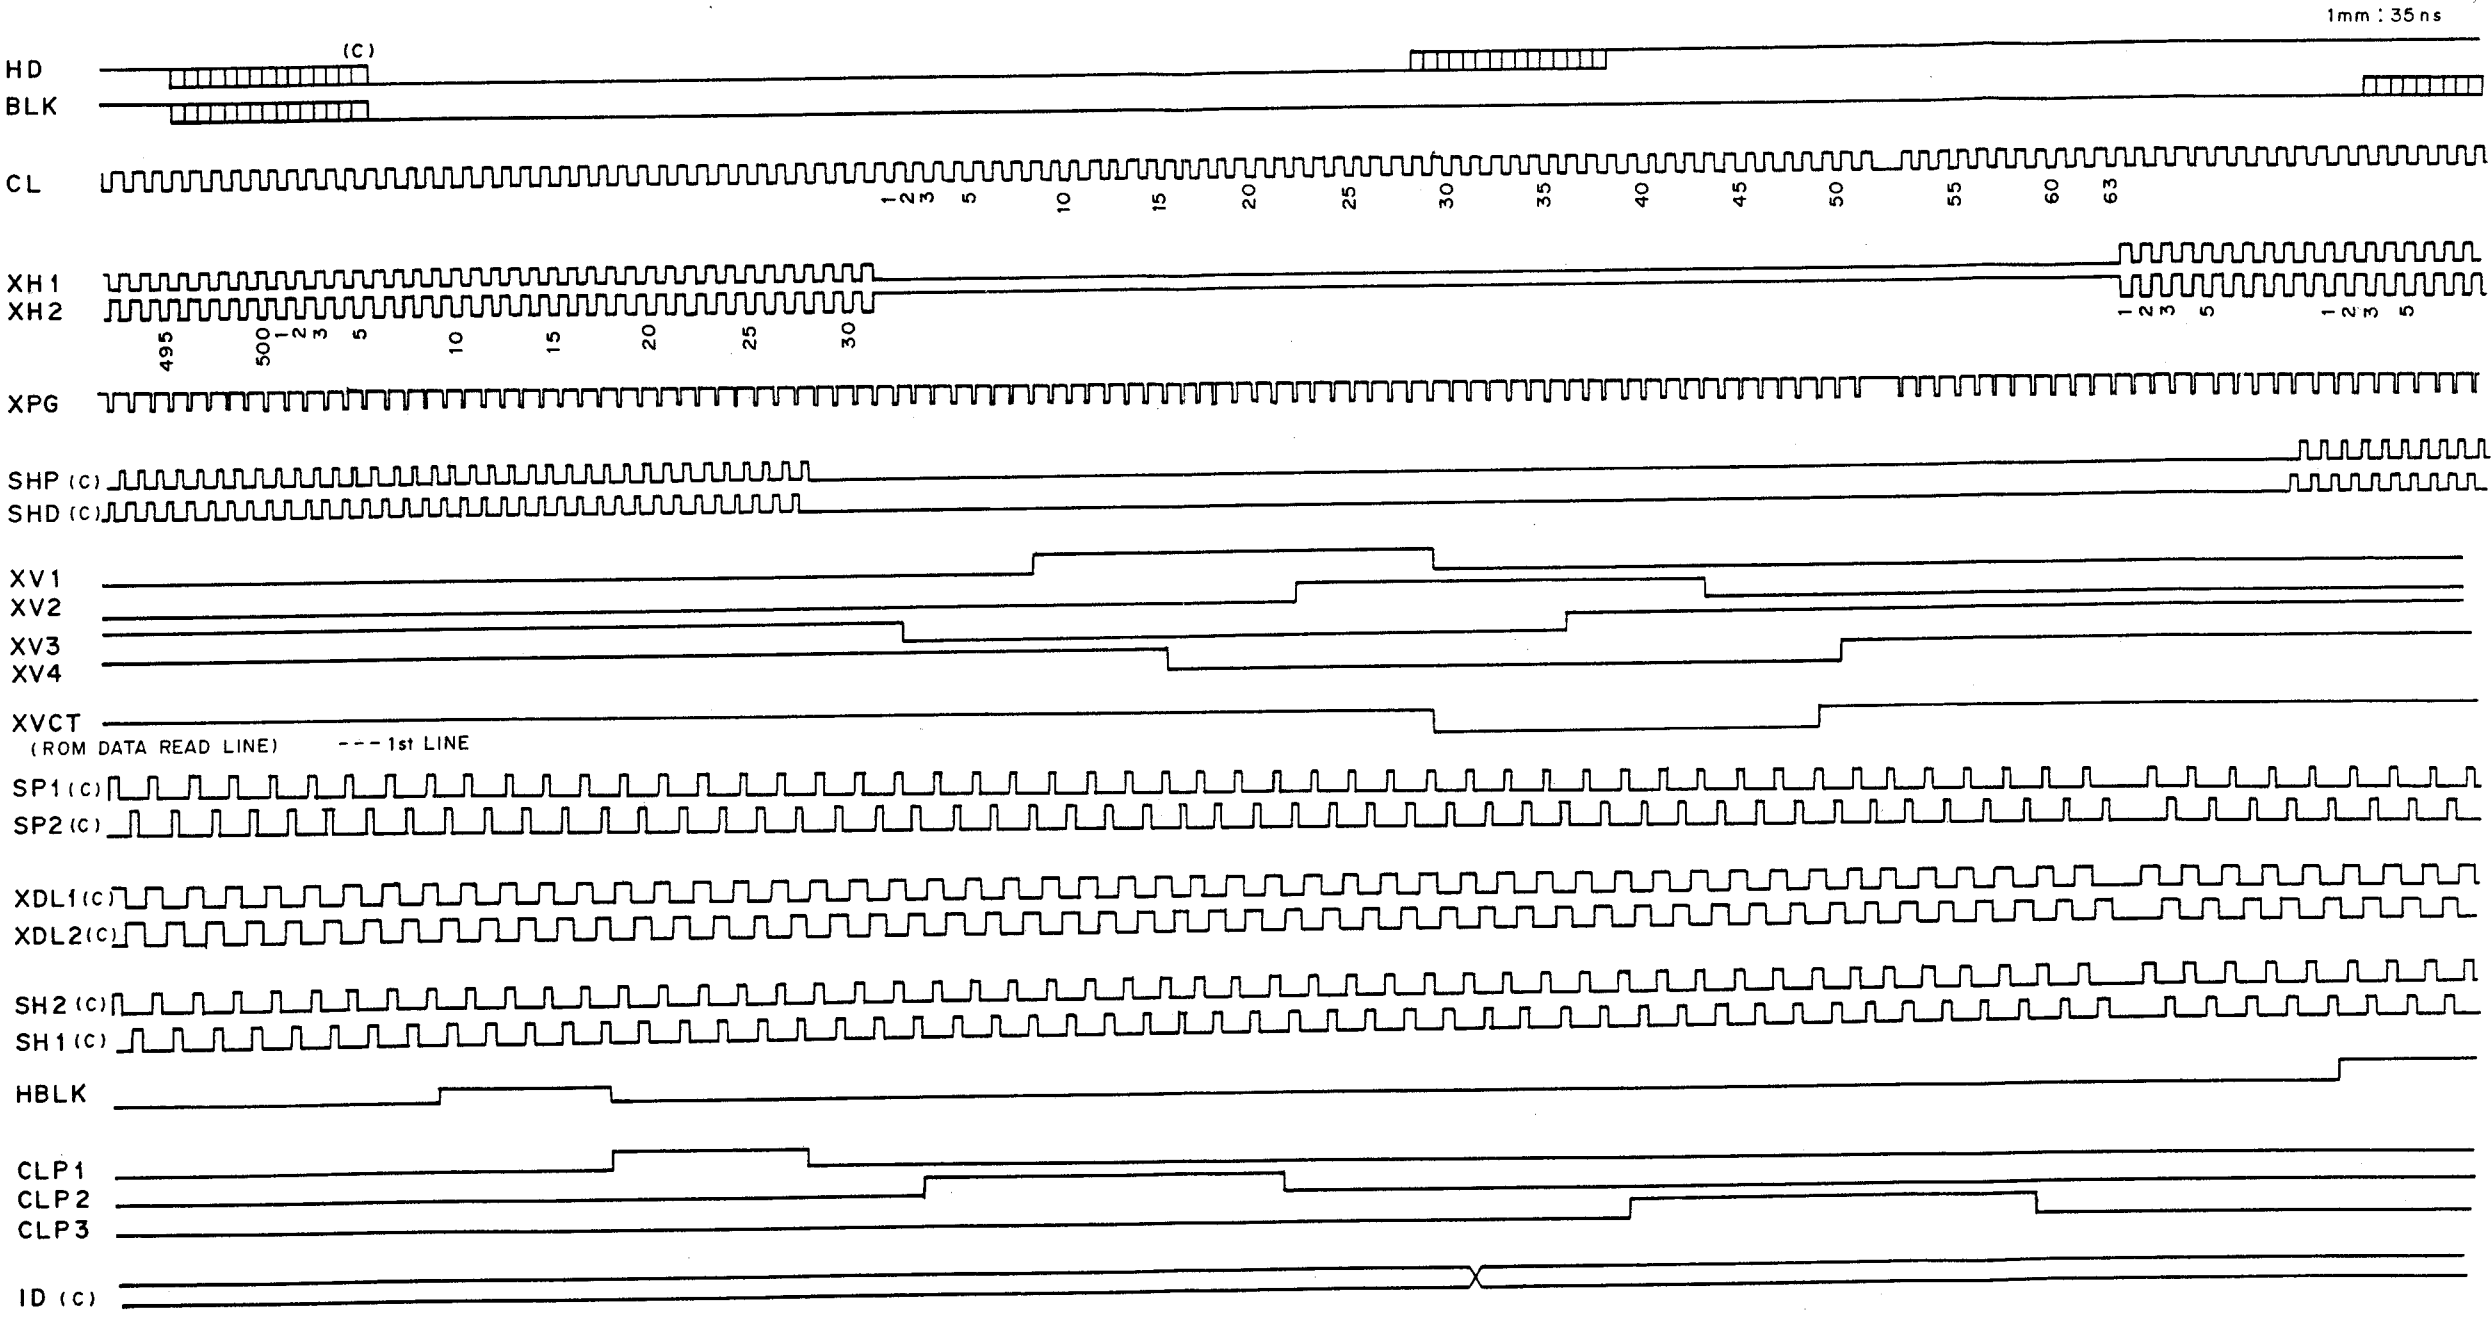 1mm : 35ns
(C)
HD
BLK
CL
1 2 3 5 10 15 20 25 30 35 40 45 50 55 60 63
XH1
XH2
495 500 1 2 3 5 10 15 20 25 30
1 2 3 5 1 2 3 5
XPG
SHP (C)
SHD (C)
XV1
XV2
XV3
XV4
XVCT
(ROM DATA READ LINE) --- 1st LINE
SP1 (C)
SP2 (C)
XDL1 (C)
XDL2 (C)
SH2 (C)
SH1 (C)
HBLK
CLP1
CLP2
CLP3
ID (C)